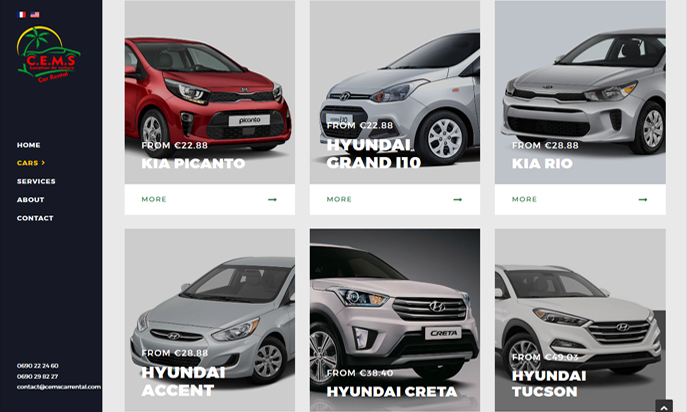 C.E.M.S
Car Rental
HOME
CARS >
SERVICES
ABOUT
CONTACT
0690 22 24 60
0690 29 82 27
contact@cemscarrental.com
picanto
FROM €22.88
KIA PICANTO
MORE
FROM €22.88
HYUNDAI
GRAND I10
MORE
FROM €28.88
KIA RIO
MORE
FROM €28.88
HYUNDAI
ACCENT
CRETA
FROM €38.40
HYUNDAI CRETA
FROM €49.03
HYUNDAI
TUCSON